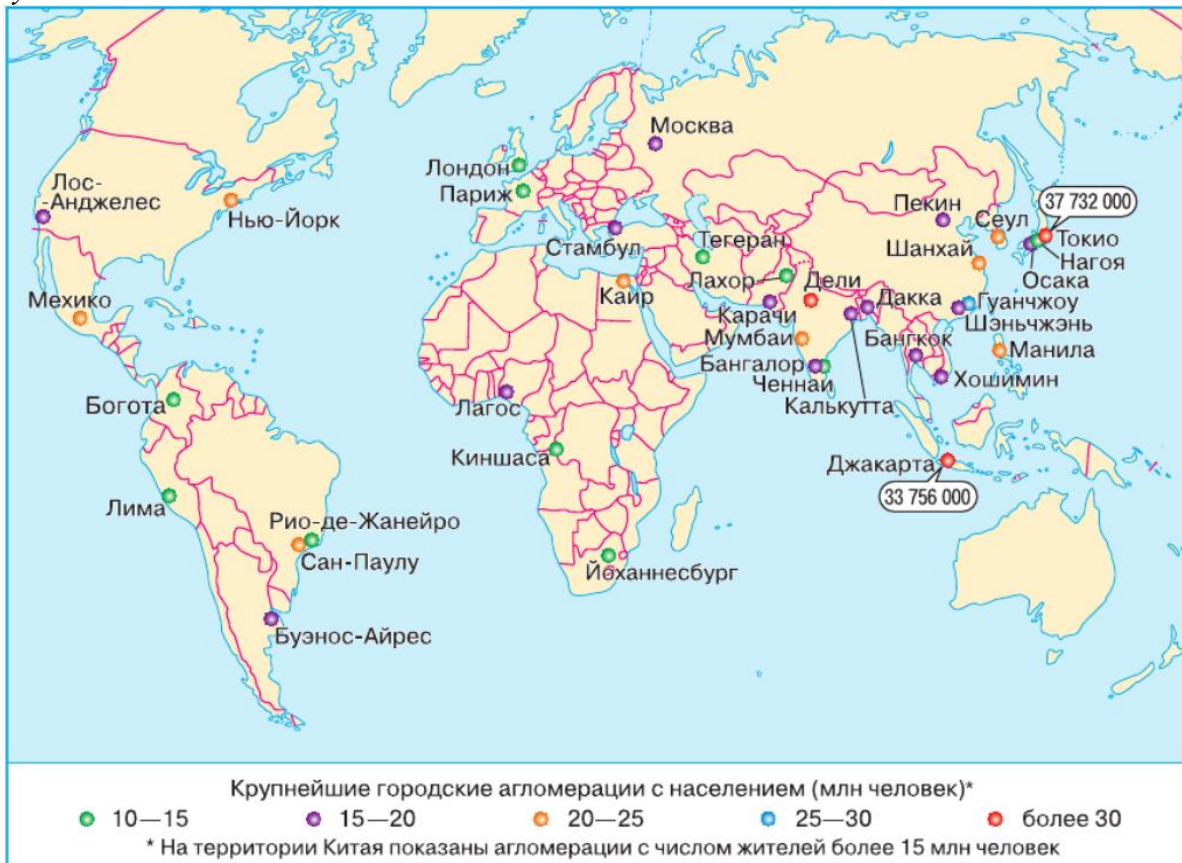 Москва
Лондон
Париж
Лос-
-Анджелес
Нью-Йорк
Стамбул
Тегеран
Пекин
Сеул
37 732 000
Токио
Нагоя
Осака
Шанхай
Мехико
Каир
Лахор
Дели
Карачи
Мумбаи
Дакка
Гуанчжоу
Шэньчжэнь
Бангкок
Манила
Бангалор
Ченнаи
Хошимин
Калькутта
Богота
Лагос
Киншаса
Джакарта
33 756 000
Лима
Рио-де-Жанейро
Сан-Паулу
Йоханнесбург
Буэнос-Айрес
Крупнейшие городские агломерации с населением (млн человек)*
10—15 15—20 20—25 25—30 более 30
* На территории Китая показаны агломерации с числом жителей более 15 млн человек